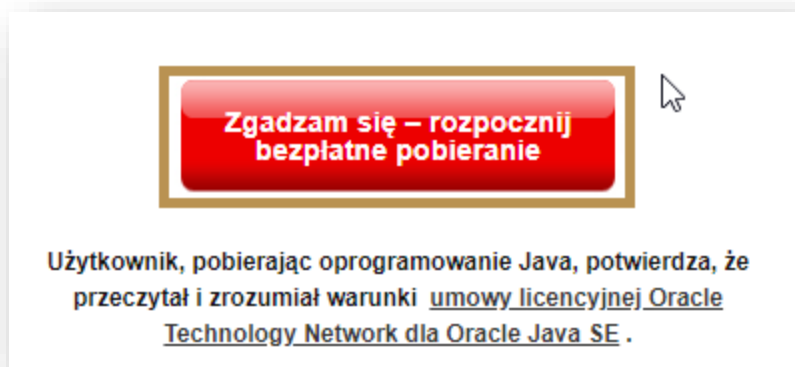 Zgadzam się – rozpocznij
bezpłatne pobieranie
Użytkownik, pobierając oprogramowanie Java, potwierdza, że
przeczytał i zrozumiał warunki umowy licencyjnej Oracle
Technology Network dla Oracle Java SE .